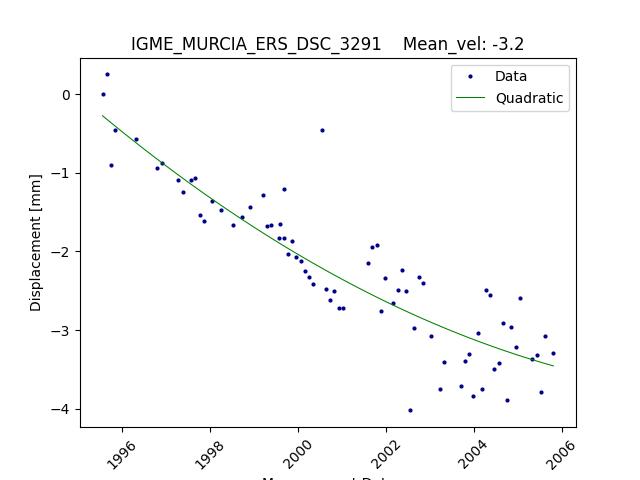 IGME_MURCIA_ERS_DSC_3291    Mean_vel: -3.2
Data
Quadratic
Displacement [mm]
0
−1
−2
−3
−4
1996
1998
2000
2002
2004
2006